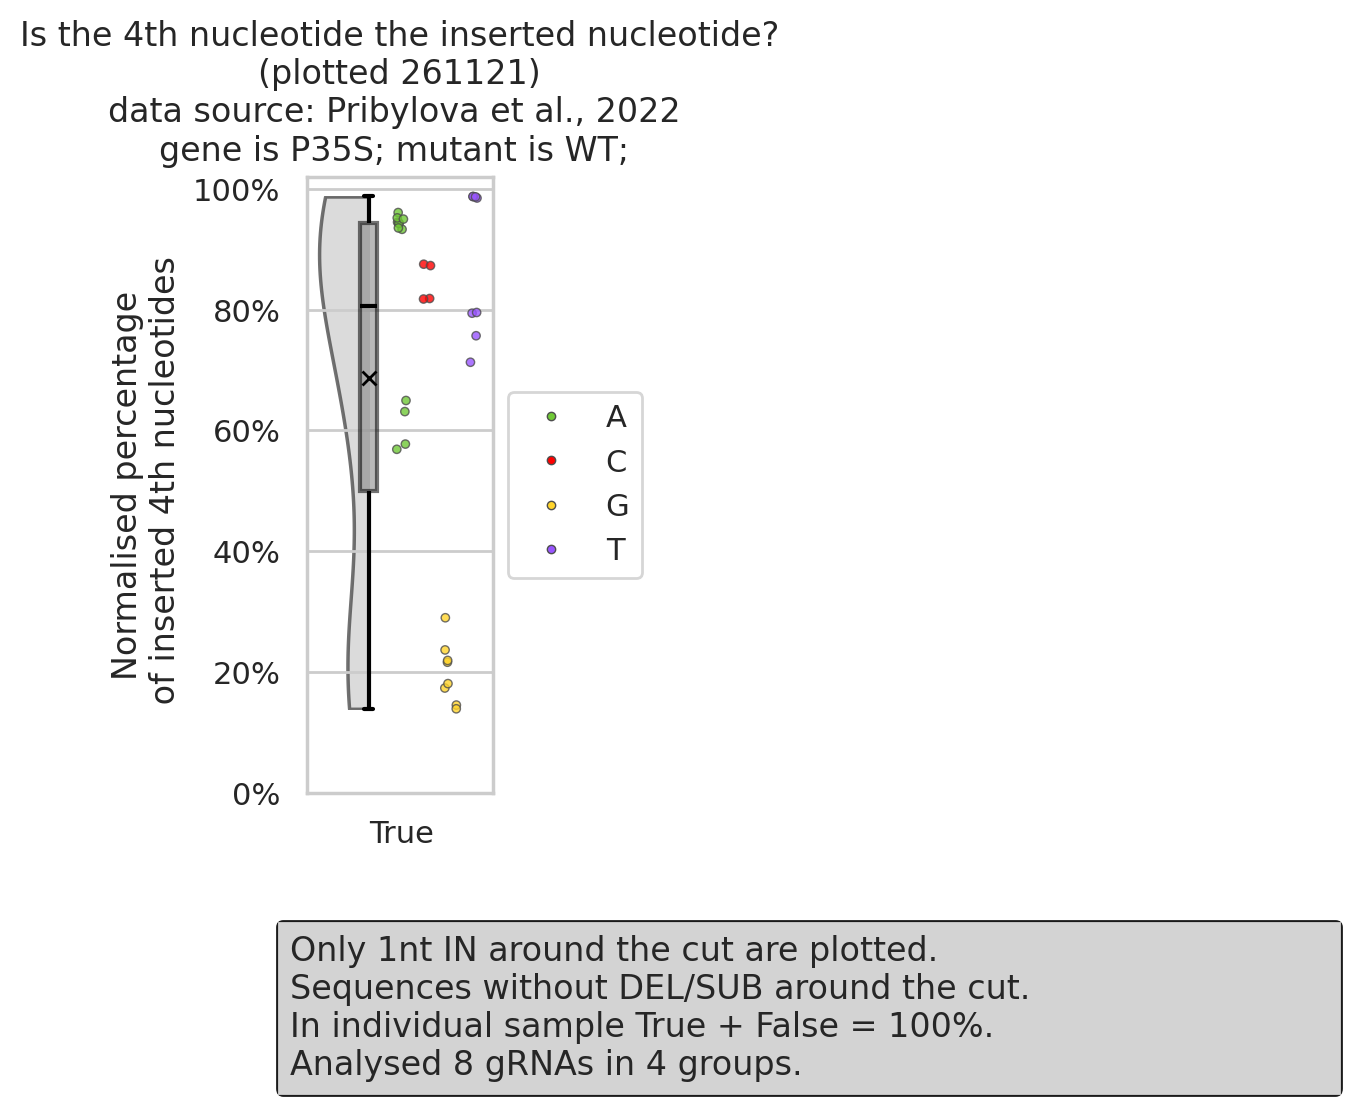 Is the 4th nucleotide the inserted nucleotide?
(plotted 261121)
data source: Pribylova et al., 2022
gene is P35S; mutant is WT;
Normalised percentage
of inserted 4th nucleotides
100%
80%
60%
40%
20%
0%
True
A
C
G
T
Only 1nt IN around the cut are plotted.
Sequences without DEL/SUB around the cut.
In individual sample True + False = 100%.
Analysed 8 gRNAs in 4 groups.